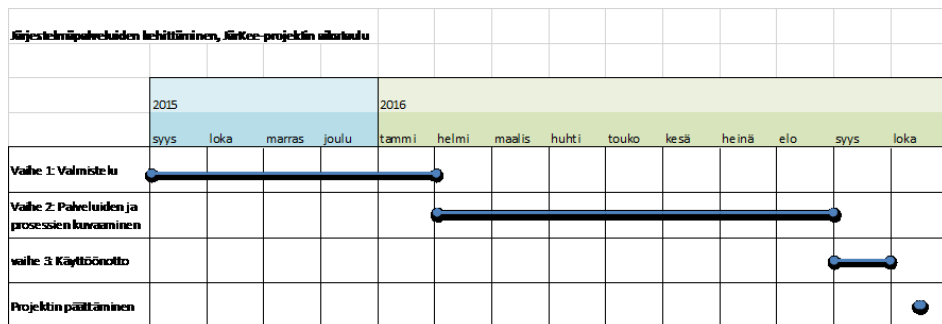 Järjestelmäpalveluiden kehittäminen, JärKee-projektin aikataulu
2015 2016
syys loka marras joulu tammi helmi maalis huhti touko kesä heinä elo syys loka
Vaihe 1: Valmistelu
Vaihe 2: Palveluiden ja
prosessien kuvaaminen
vaihe 3: Käyttöönotto
Projektin päättäminen